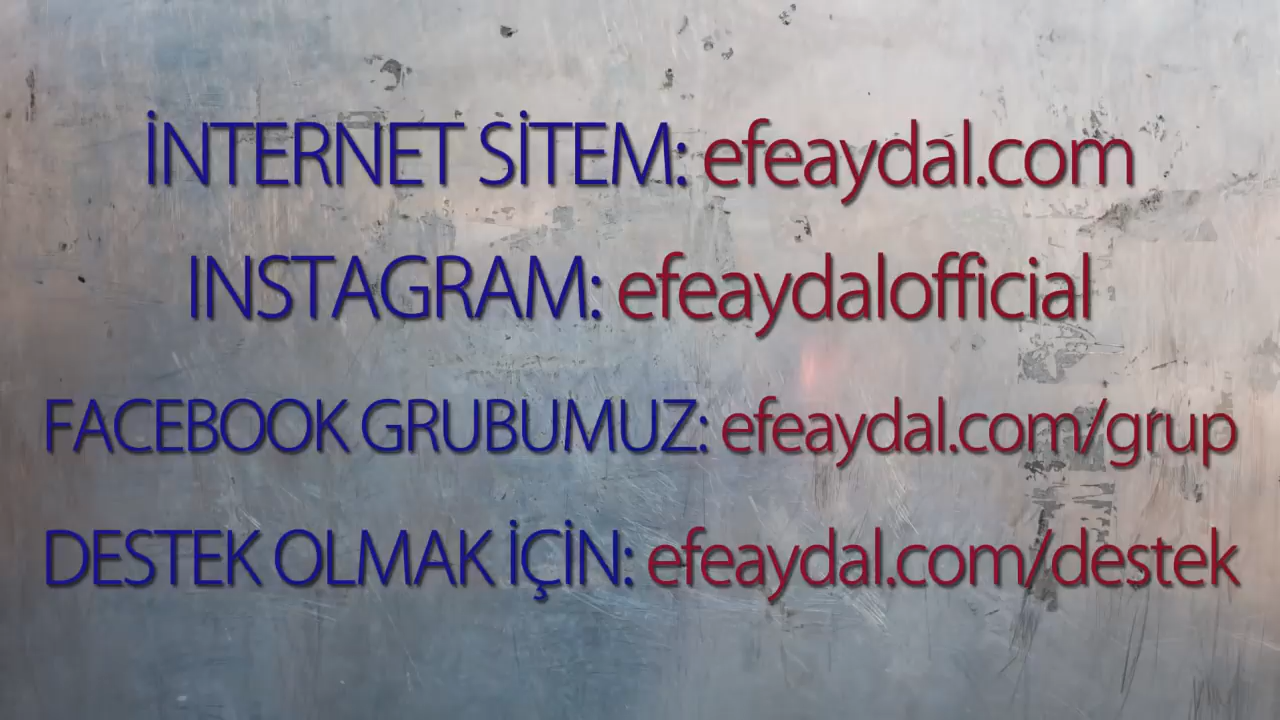 İNTERNET SİTEM: efeaydal.com
INSTAGRAM: efeaydalofficial
FACEBOOK GRUBUMUZ: efeaydal.com/grup
DESTEK OLMAK İÇİN: efeaydal.com/destek